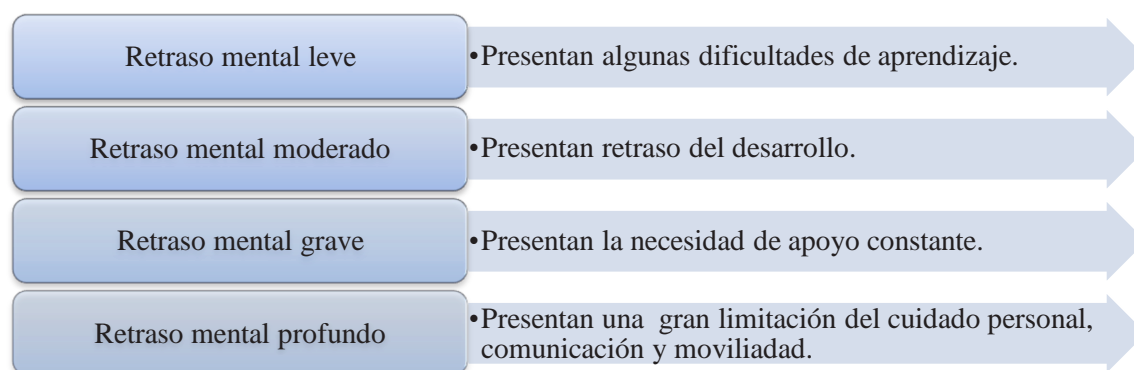 Retraso mental leve
•Presentan algunas dificultades de aprendizaje.
Retraso mental moderado
•Presentan retraso del desarrollo.
Retraso mental grave
•Presentan la necesidad de apoyo constante.
Retraso mental profundo
•Presentan una gran limitación del cuidado personal,
comunicación y moviliadad.